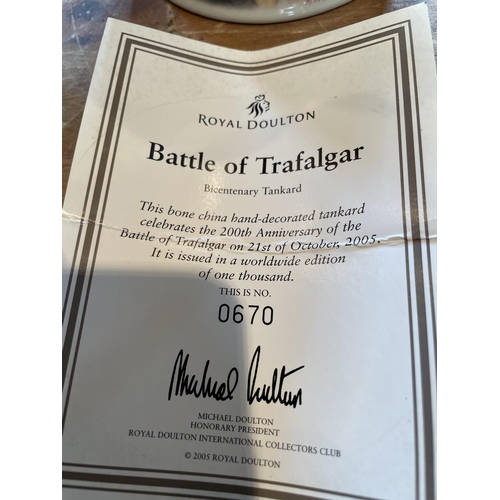 ROYAL DOULTON
Battle of Trafalgar
Bicentenary Tankard
This bone china hand-decorated tankard
celebrates the 200th Anniversary of the
Battle of Trafalgar on 21st of October, 2005.
It is issued in a worldwide edition
of one thousand.
THIS IS NO.
0670
Michael Doulton
MICHAEL DOULTON
HONORARY PRESIDENT
ROYAL DOULTON INTERNATIONAL COLLECTORS CLUB
© 2005 ROYAL DOULTON